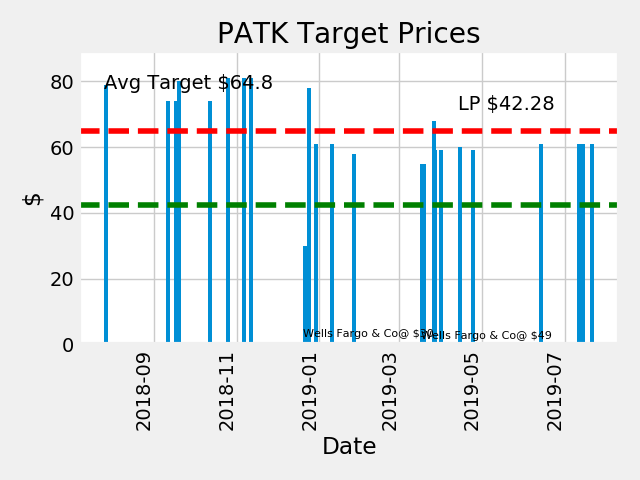 PATK Target Prices
Avg Target $64.8
LP $42.28
80
60
40
20
0
$
Wells Fargo & Co@ $30
Wells Fargo & Co@ $49
2018-09
2018-11
2019-01
2019-03
2019-05
2019-07
Date